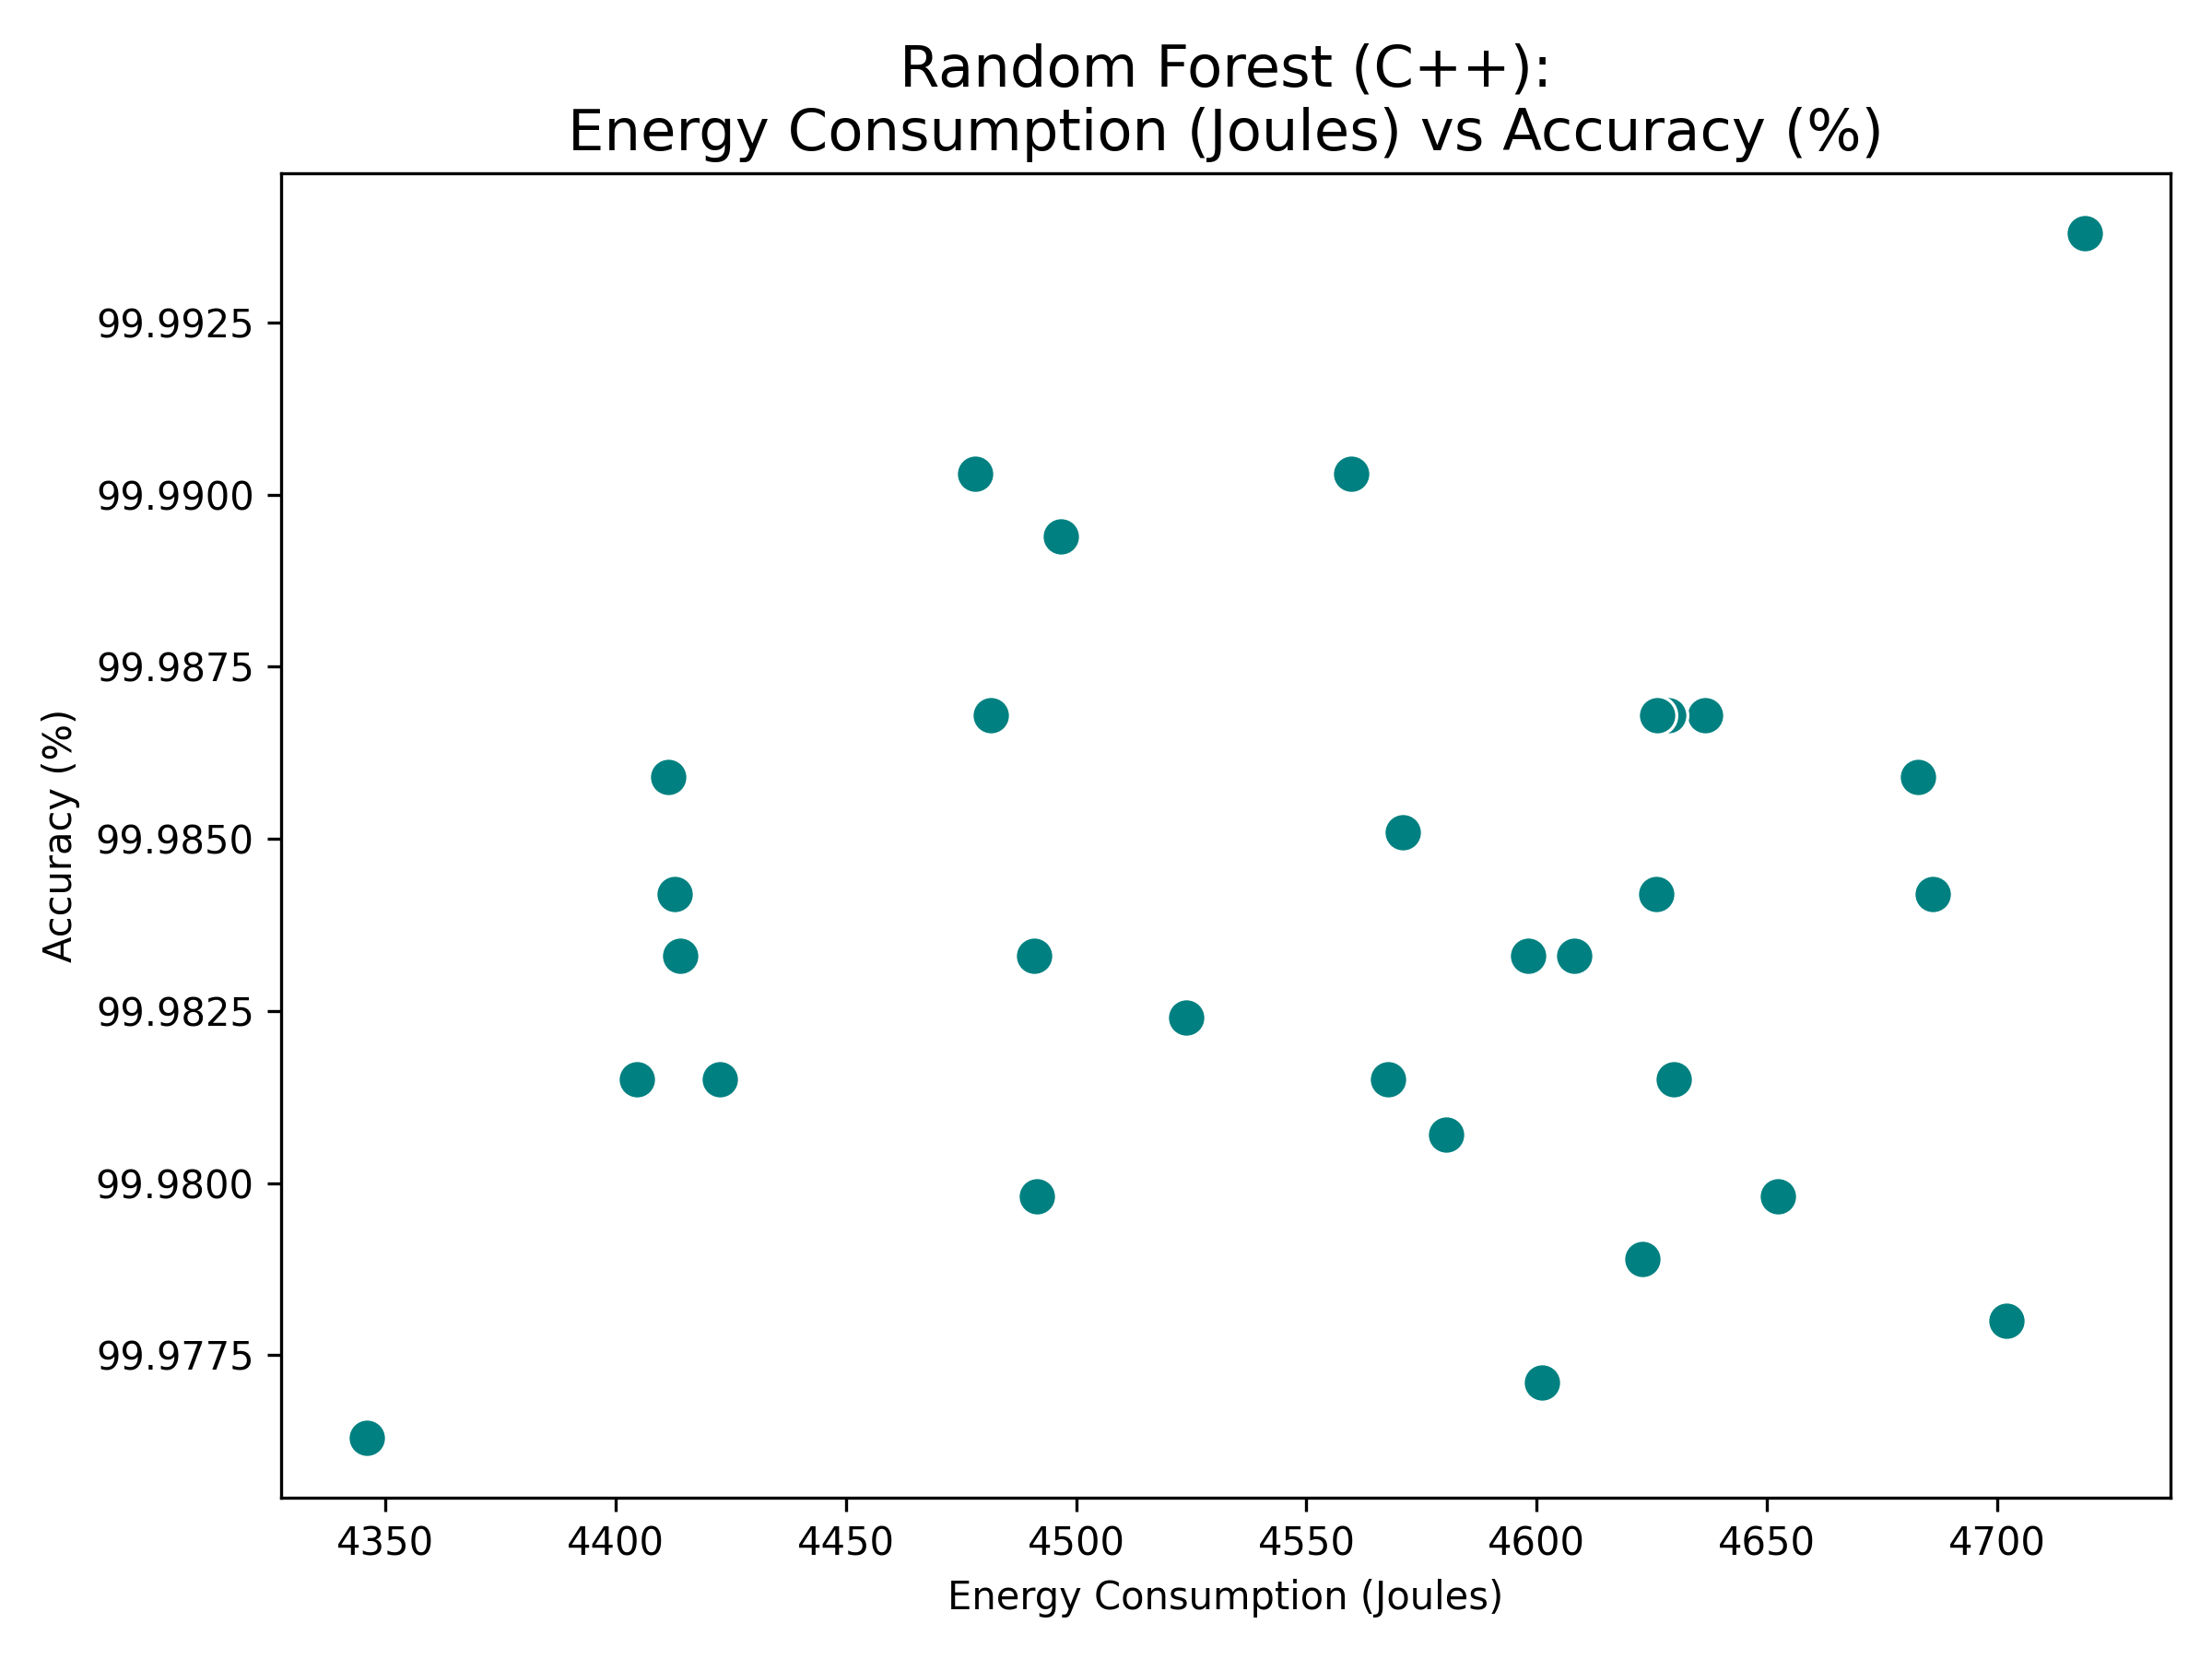 Random Forest (C++):
Energy Consumption (Joules) vs Accuracy (%)
Accuracy (%)
99.9925
99.9900
99.9875
99.9850
99.9825
99.9800
99.9775
4350 4400 4450 4500 4550 4600 4650 4700
Energy Consumption (Joules)